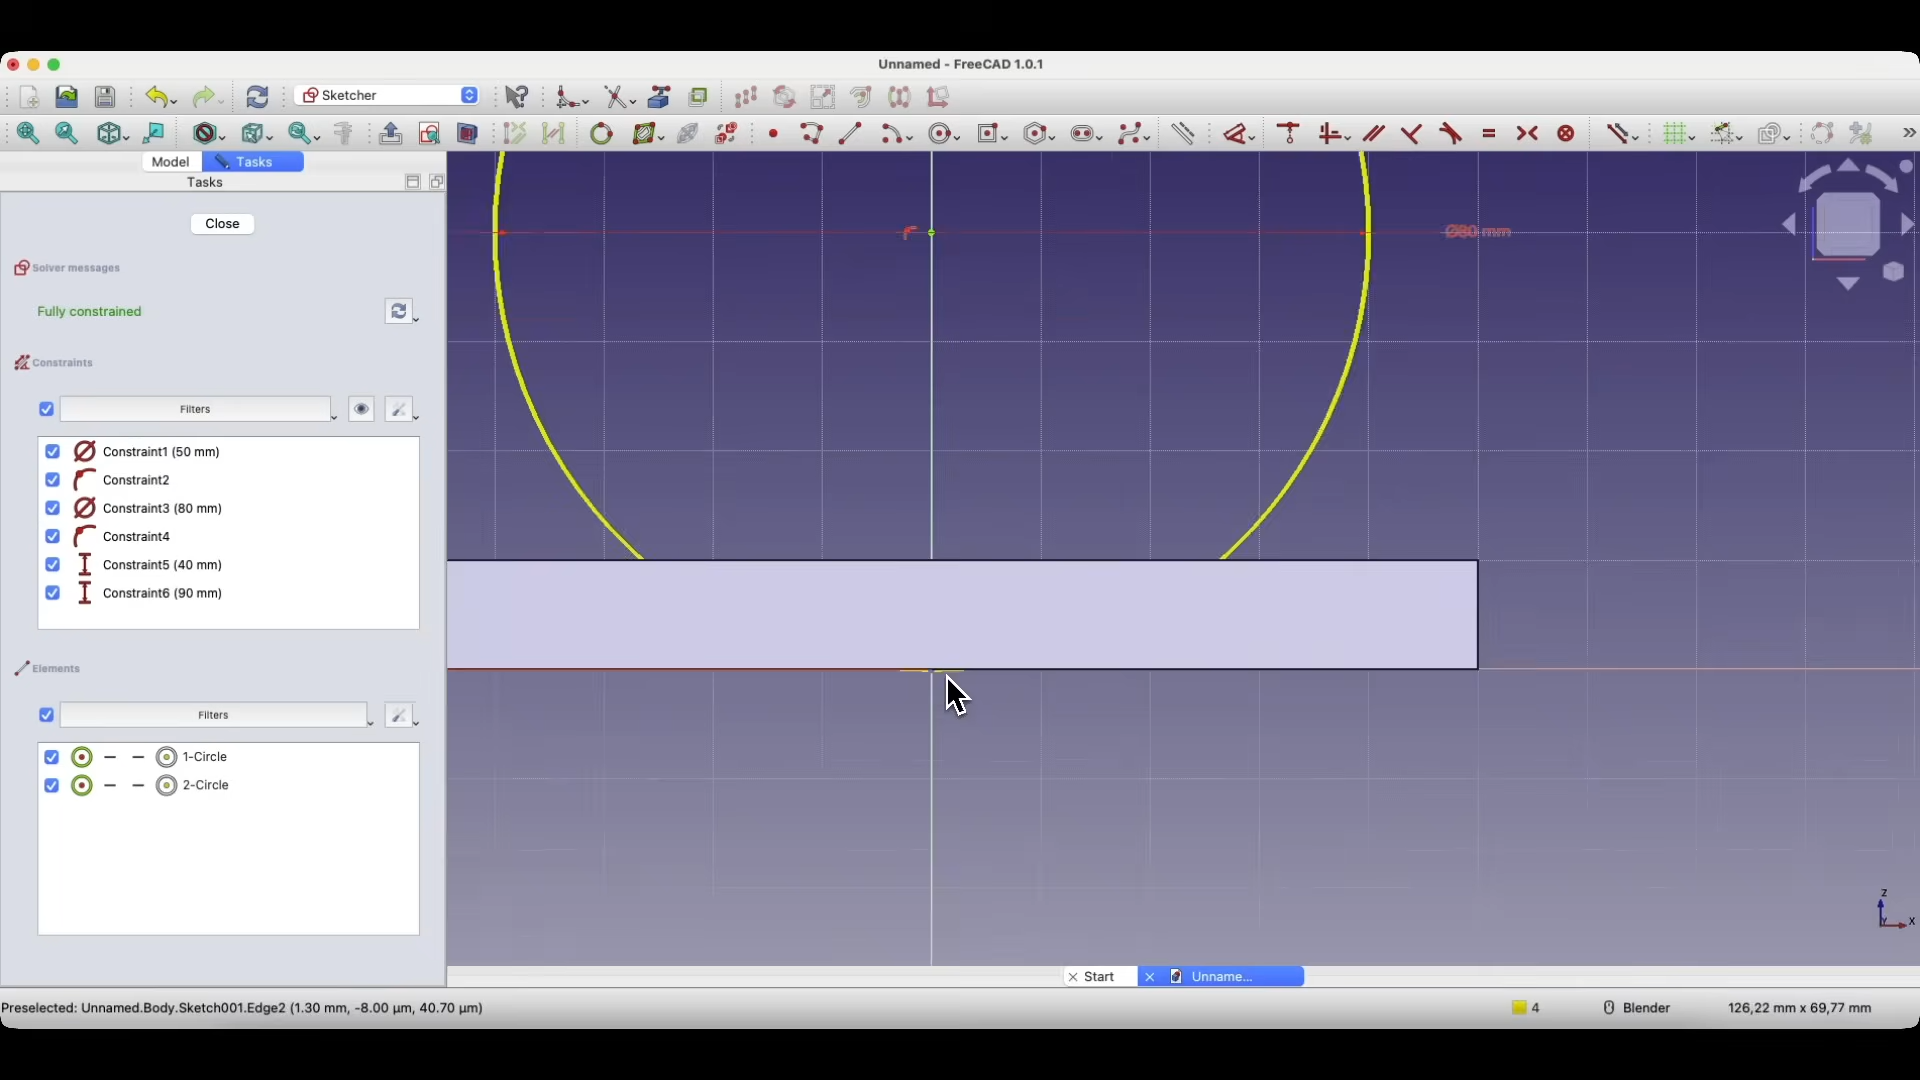 Unnamed - FreeCAD 1.0.1
Sketcher
Model
Tasks
Tasks
Close
Solver messages
Fully constrained
Constraints
Filters
Constraint1 (50 mm)
Constraint2
Constraint3 (80 mm)
Constraint4
Constraint5 (40 mm)
Constraint6 (90 mm)
Elements
Filters
1-Circle
2-Circle
Ø80 mm
Z
Y
X
Start
Unname...
Preselected: Unnamed.Body.Sketch001.Edge2 (1.30 mm, -8.00 µm, 40.70 µm)
4
Blender
126,22 mm x 69,77 mm